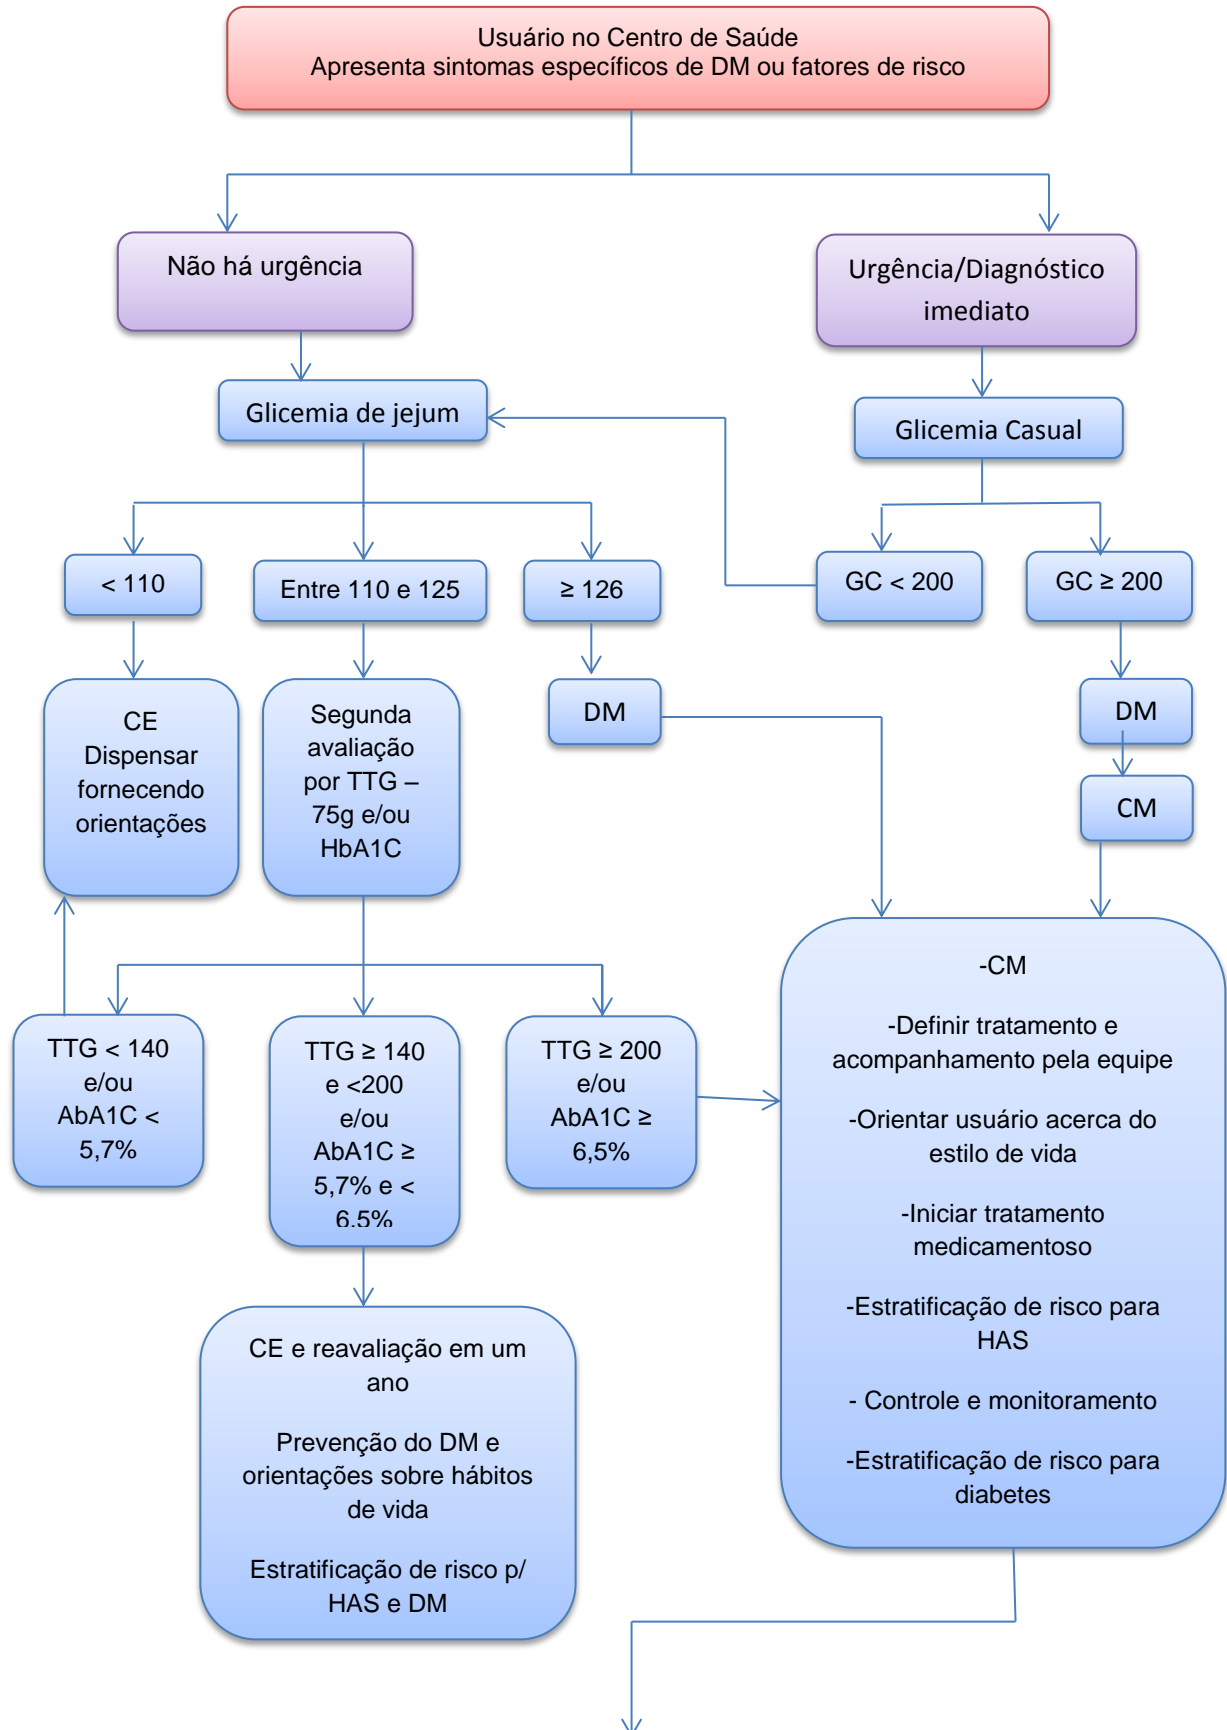 Usuário no Centro de Saúde
Apresenta sintomas específicos de DM ou fatores de risco
Não há urgência
Urgência/Diagnóstico
imediato
Glicemia de jejum
Glicemia Casual
< 110
Entre 110 e 125
≥ 126
GC < 200
GC ≥ 200
CE
Dispensar
fornecendo
orientações
Segunda
avaliação
por TTG –
75g e/ou
HbA1C
DM
DM
CM
TTG < 140
e/ou
AbA1C <
5,7%
TTG ≥ 140
e <200
e/ou
AbA1C ≥
5,7% e <
6,5%
TTG ≥ 200
e/ou
AbA1C ≥
6,5%
-CM
-Definir tratamento e
acompanhamento pela equipe
-Orientar usuário acerca do
estilo de vida
-Iniciar tratamento
medicamentoso
-Estratificação de risco para
HAS
- Controle e monitoramento
-Estratificação de risco para
diabetes
CE e reavaliação em um
ano
Prevenção do DM e
orientações sobre hábitos
de vida
Estratificação de risco p/
HAS e DM